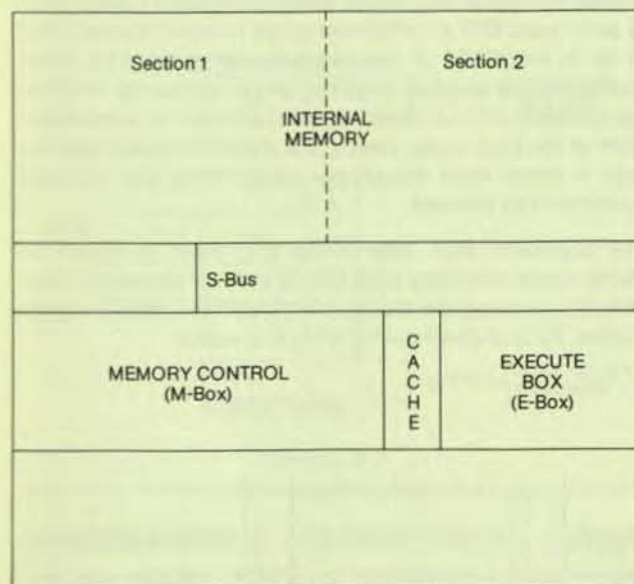 Section 1
Section 2
INTERNAL
MEMORY
S-Bus
MEMORY CONTROL
(M-Box)
C
A
C
H
E
EXECUTE
BOX
(E-Box)